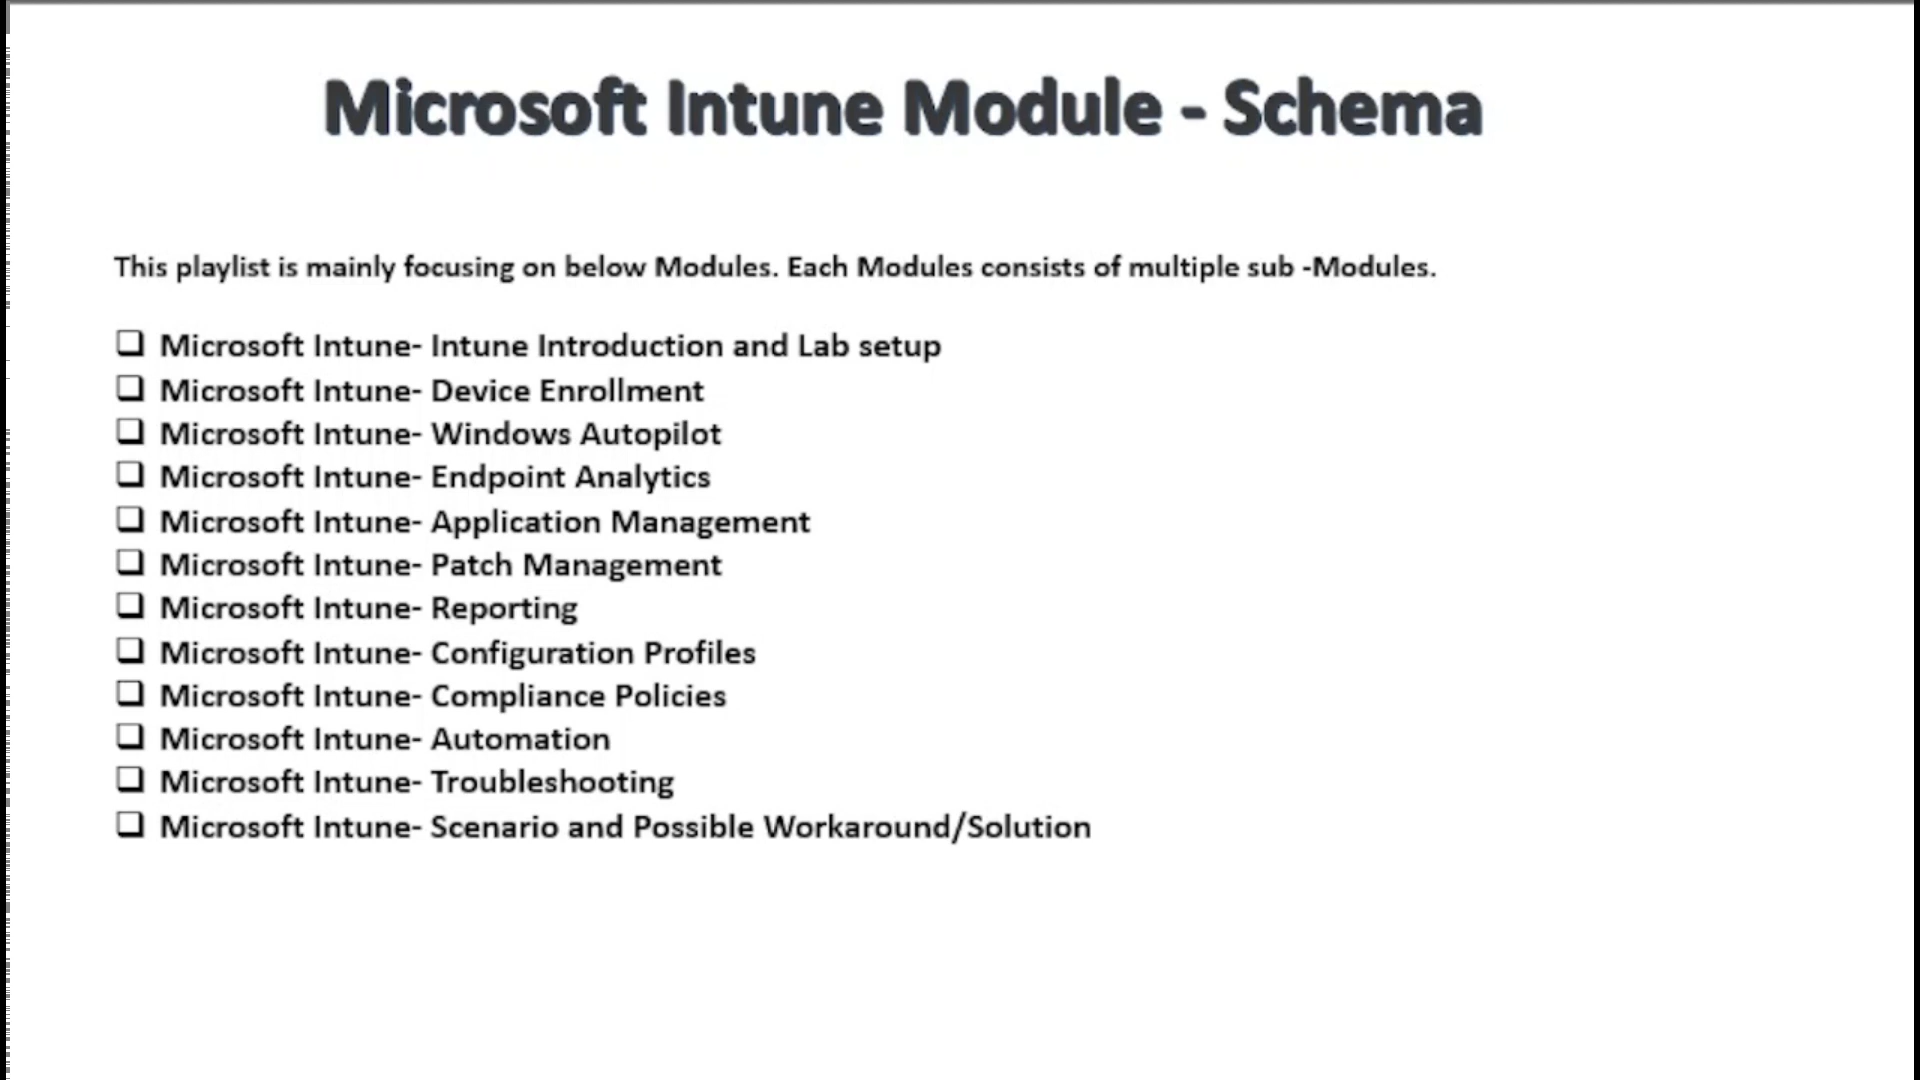 Microsoft Intune Module - Schema
This playlist is mainly focusing on below Modules. Each Modules consists of multiple sub -Modules.
❑ Microsoft Intune- Intune Introduction and Lab setup
❑ Microsoft Intune- Device Enrollment
❑ Microsoft Intune- Windows Autopilot
❑ Microsoft Intune- Endpoint Analytics
❑ Microsoft Intune- Application Management
❑ Microsoft Intune- Patch Management
❑ Microsoft Intune- Reporting
❑ Microsoft Intune- Configuration Profiles
❑ Microsoft Intune- Compliance Policies
❑ Microsoft Intune- Automation
❑ Microsoft Intune- Troubleshooting
❑ Microsoft Intune- Scenario and Possible Workaround/Solution